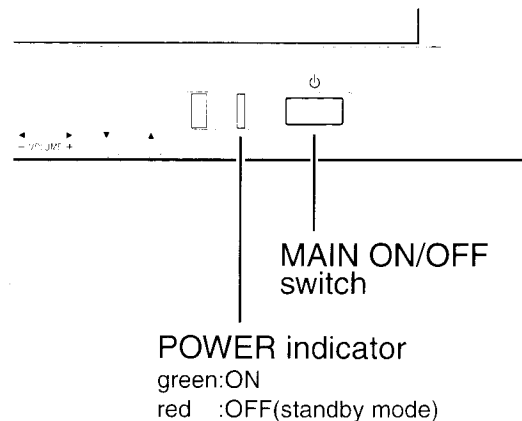 − VOLUME +
MAIN ON/OFF
switch
POWER indicator
green:ON
red :OFF(standby mode)